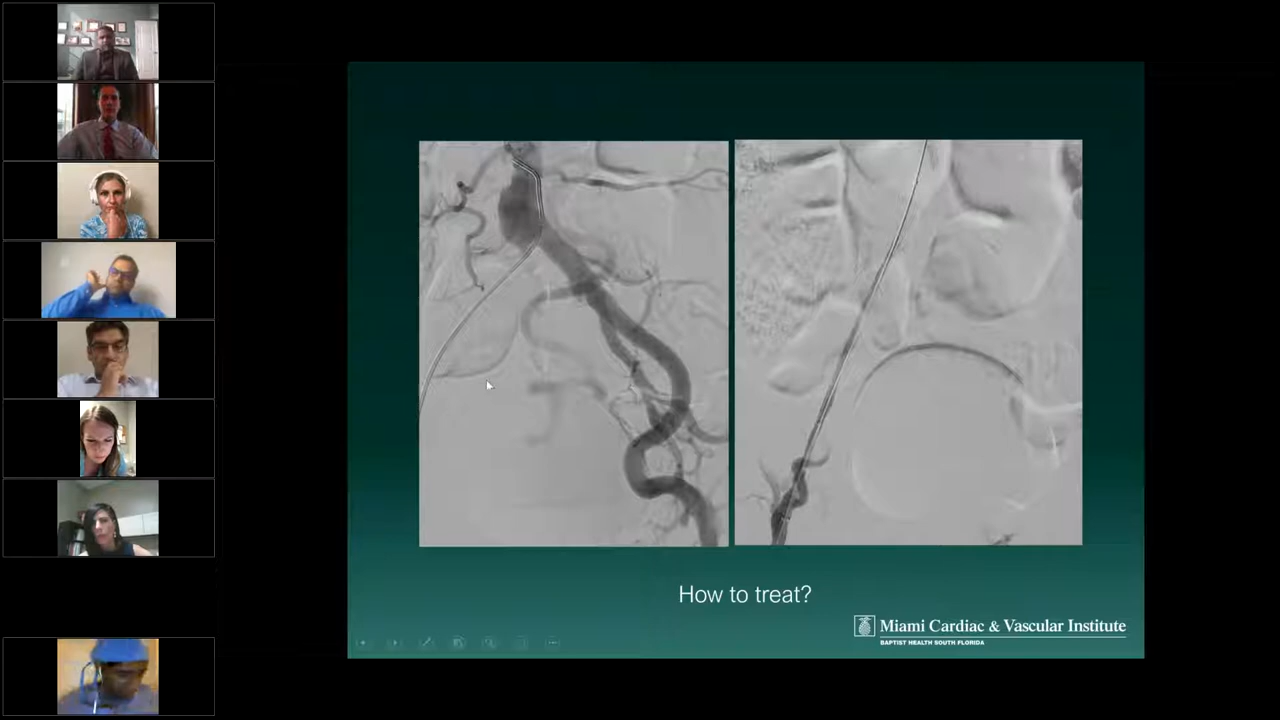 How to treat?
Miami Cardiac & Vascular Institute
BAPTIST HEALTH SOUTH FLORIDA